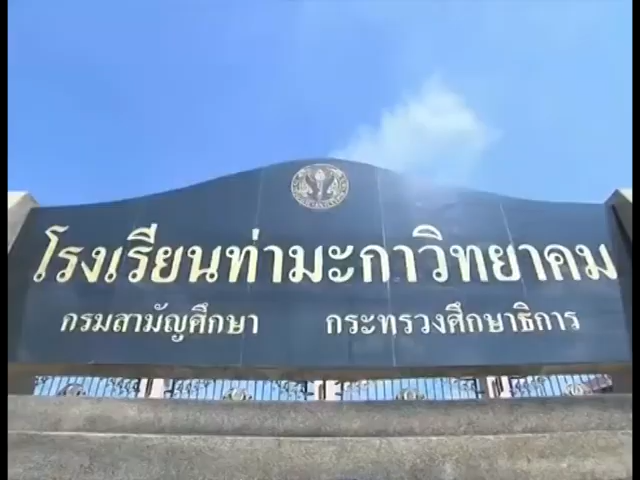 โรงเรียนท่ามะกาวิทยาคม
กรมสามัญศึกษา กระทรวงศึกษาธิการ